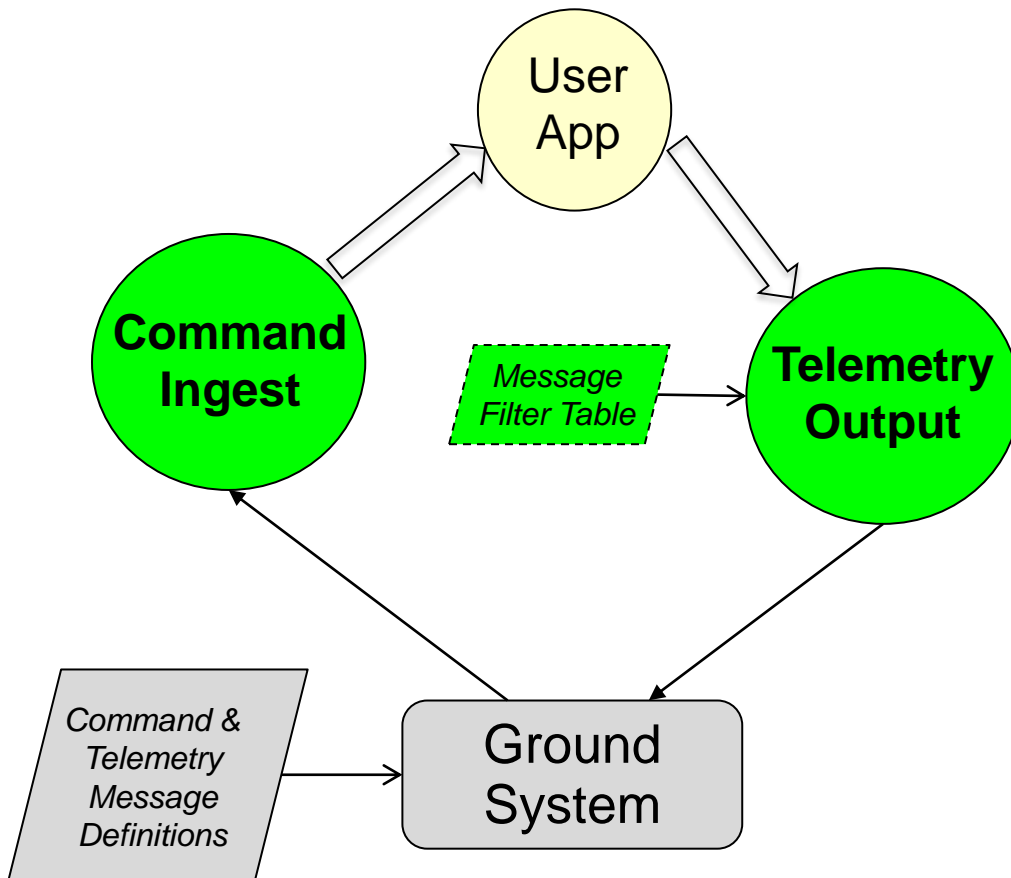 User
App
Command
Ingest
Message
Filter Table
Telemetry
Output
Command &
Telemetry
Message
Definitions
Ground
System